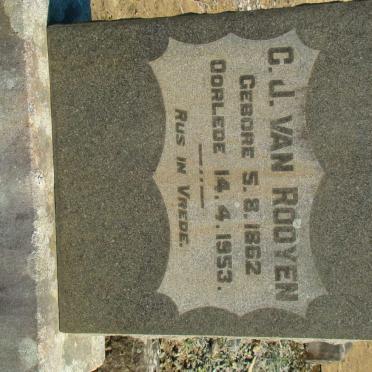 C. J. VAN ROOYEN
GEBORE 5. 8. 1862
OORLEDE 14. 4. 1953.
RUS IN VREDE.